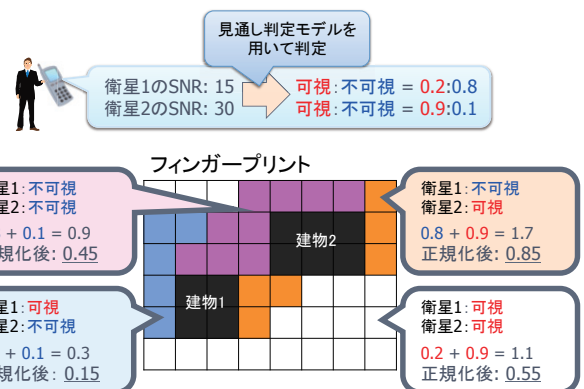 見通し判定モデルを
用いて判定
衛星1のSNR: 15
可視:不可視 = 0.2:0.8
衛星2のSNR: 30
可視:不可視 = 0.9:0.1
フィンガープリント
星1:不可視
星2:不可視
+ 0.1 = 0.9
規化後: 0.45
衛星1:不可視
衛星2:可視
0.8 + 0.9 = 1.7
正規化後: 0.85
建物2
建物1
星1:可視
星2:不可視
+ 0.1 = 0.3
規化後: 0.15
衛星1:可視
衛星2:可視
0.2 + 0.9 = 1.1
正規化後: 0.55